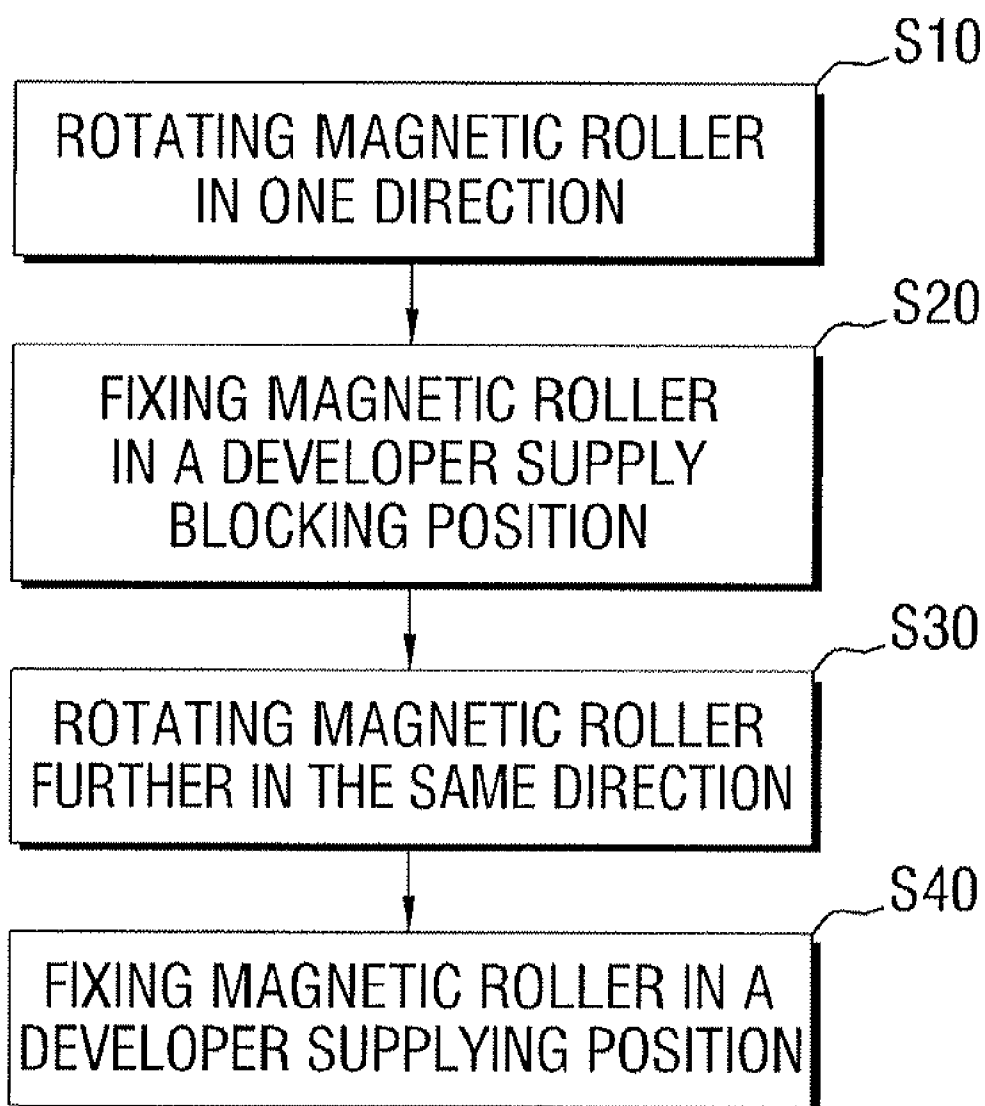 S10
ROTATING MAGNETIC ROLLER
IN ONE DIRECTION
S20
FIXING MAGNETIC ROLLER
IN A DEVELOPER SUPPLY
BLOCKING POSITION
S30
ROTATING MAGNETIC ROLLER
FURTHER IN THE SAME DIRECTION
S40
FIXING MAGNETIC ROLLER IN A
DEVELOPER SUPPLYING POSITION